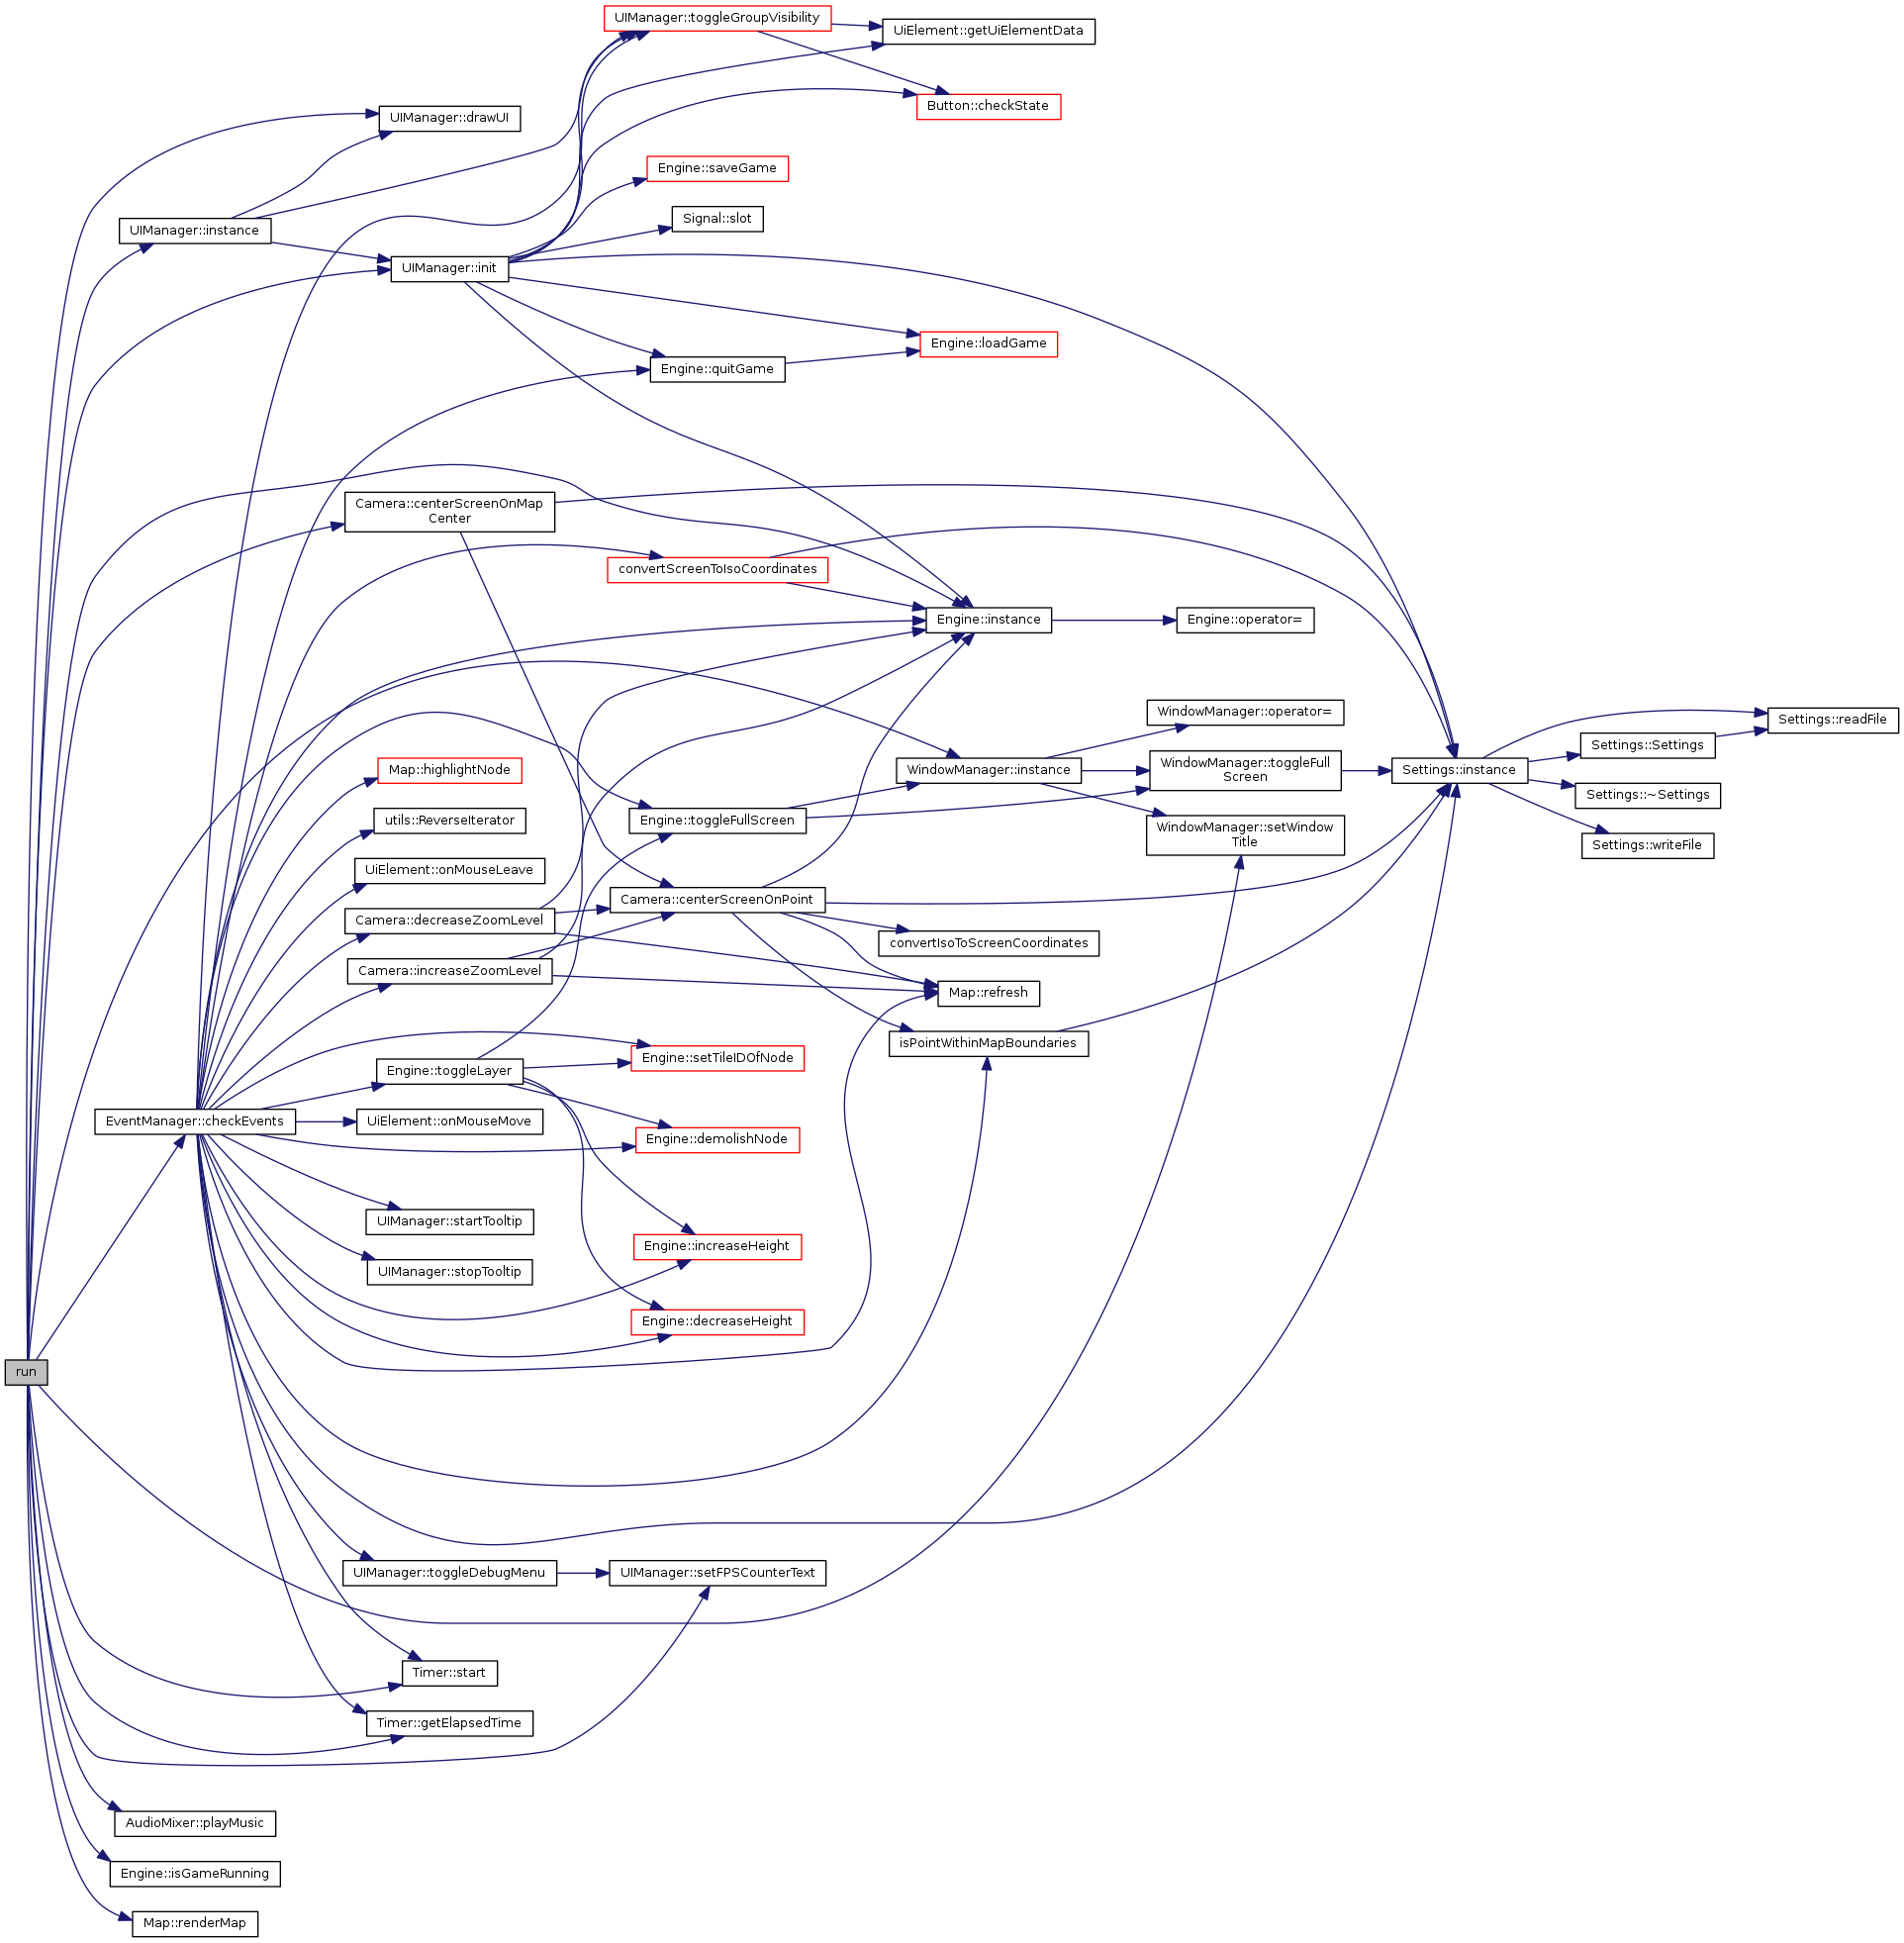 UIManager::toggleGroupVisibility
UiElement::getUiElementData
Button::checkState
UIManager::drawUI
Engine::saveGame
Signal::slot
UIManager::instance
UIManager::init
Engine::loadGame
Engine::quitGame
Camera::centerScreenOnMap
Center
convertScreenToIsoCoordinates
Engine::instance
Engine::operator=
WindowManager::operator=
Settings::readFile
Settings::Settings
Map::highlightNode
WindowManager::instance
WindowManager::toggleFull
Screen
Settings::instance
Settings::~Settings
utils::ReverseIterator
Engine::toggleFullScreen
WindowManager::setWindow
Title
Settings::writeFile
UiElement::onMouseLeave
Camera::centerScreenOnPoint
Camera::decreaseZoomLevel
convertIsoToScreenCoordinates
Camera::increaseZoomLevel
Map::refresh
isPointWithinMapBoundaries
Engine::setTileIDOfNode
Engine::toggleLayer
EventManager::checkEvents
UiElement::onMouseMove
Engine::demolishNode
UIManager::startTooltip
Engine::increaseHeight
UIManager::stopTooltip
Engine::decreaseHeight
run
UIManager::toggleDebugMenu
UIManager::setFPSCounterText
Timer::start
Timer::getElapsedTime
AudioMixer::playMusic
Engine::isGameRunning
Map::renderMap